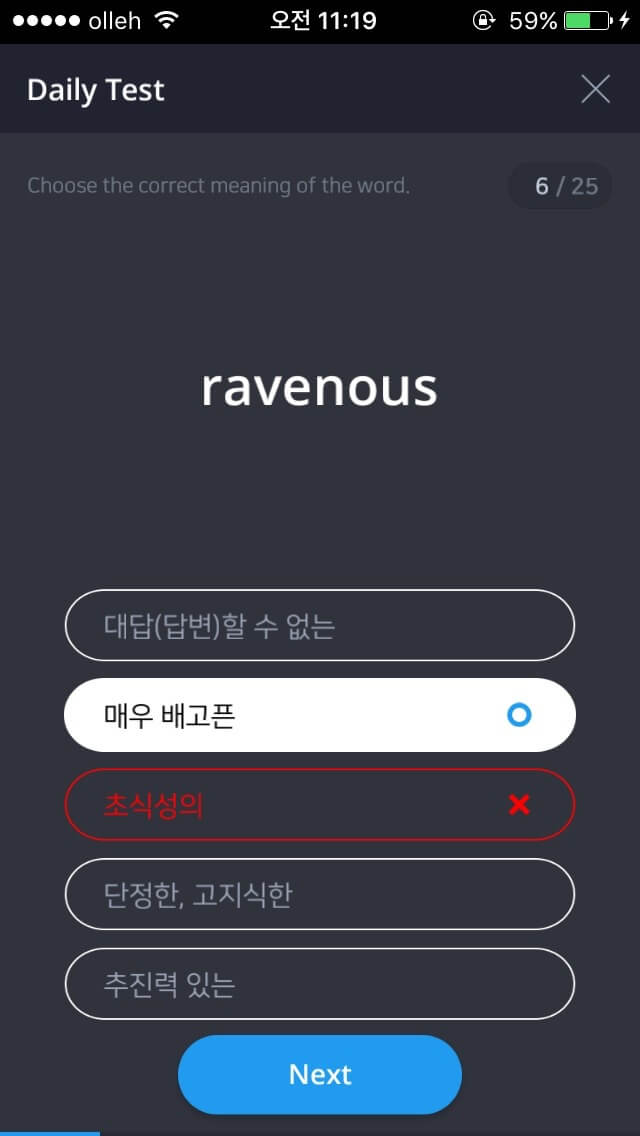 olleh 오전 11:19 59%
Daily Test
Choose the correct meaning of the word. 6 / 25
ravenous
대답(답변)할 수 없는
매우 배고픈
초식성의
단정한, 고지식한
추진력 있는
Next